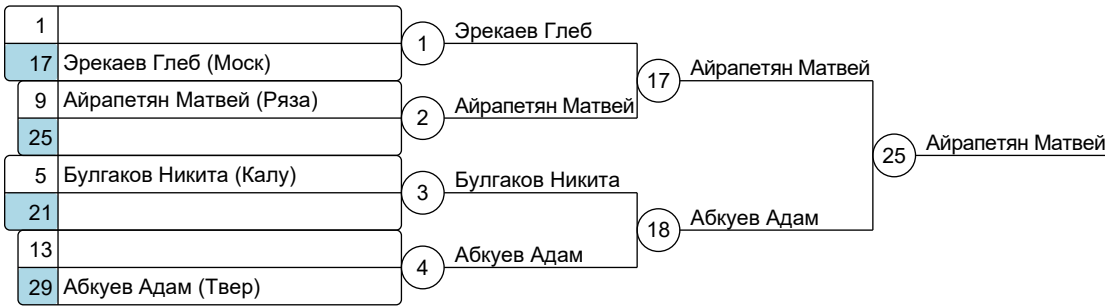 1
17 Эрекаев Глеб (Моск)
9 Айрапетян Матвей (Ряза)
25
5 Булгаков Никита (Калу)
21
13
29 Абкуев Адам (Твер)
1 Эрекаев Глеб
2 Айрапетян Матвей
3 Булгаков Никита
4 Абкуев Адам
17 Айрапетян Матвей
18 Абкуев Адам
25 Айрапетян Матвей